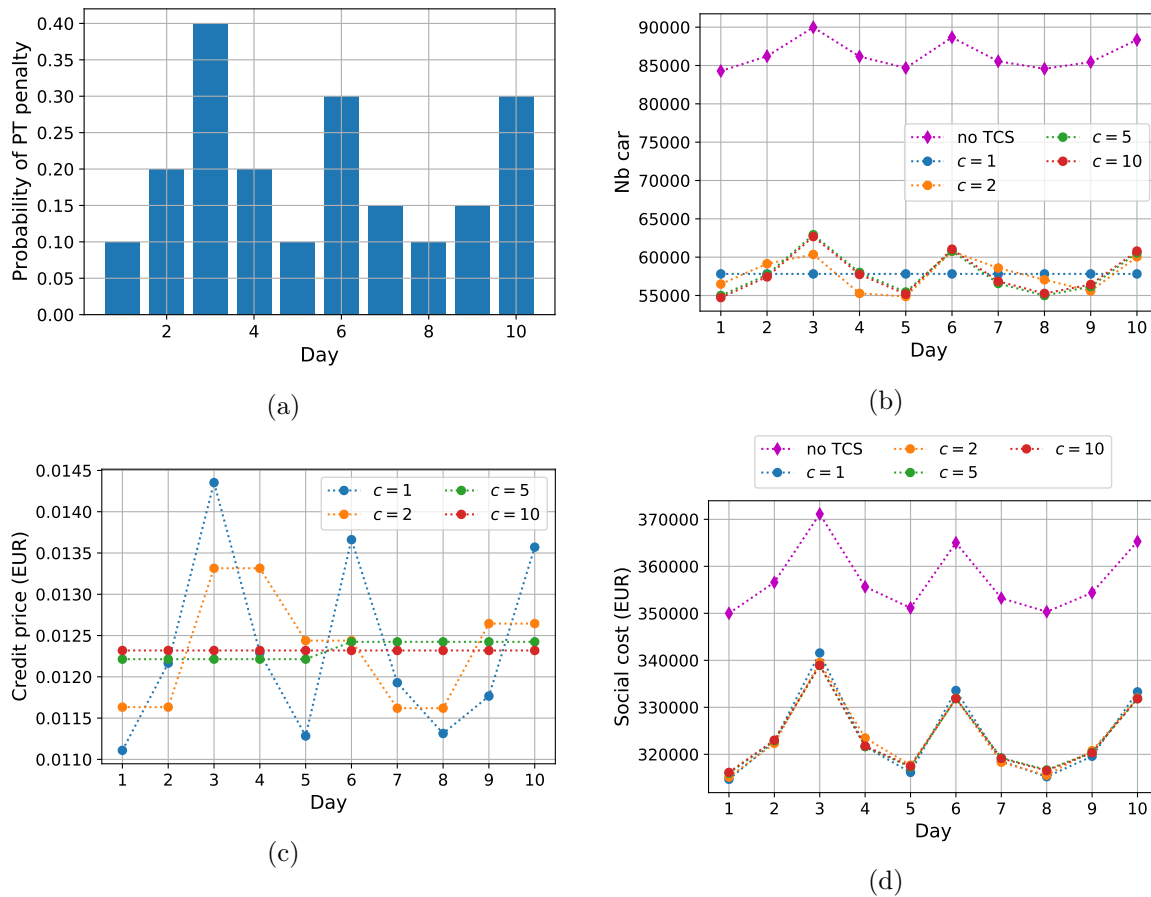 0.40
0.35
0.30
0.25
0.20
0.15
0.10
0.05
0.00
Probability of PT penalty
2 4 6 8 10
Day
(a)
90000
85000
80000
75000
70000
65000
60000
55000
Nb car
no TCS
c = 1
c = 2
c = 5
c = 10
1 2 3 4 5 6 7 8 9 10
Day
(b)
0.0145
0.0140
0.0135
0.0130
0.0125
0.0120
0.0115
0.0110
Credit price (EUR)
c = 1
c = 2
c = 5
c = 10
1 2 3 4 5 6 7 8 9 10
Day
(c)
no TCS
c = 1
c = 2
c = 5
c = 10
370000
360000
350000
340000
330000
320000
Social cost (EUR)
1 2 3 4 5 6 7 8 9 10
Day
(d)